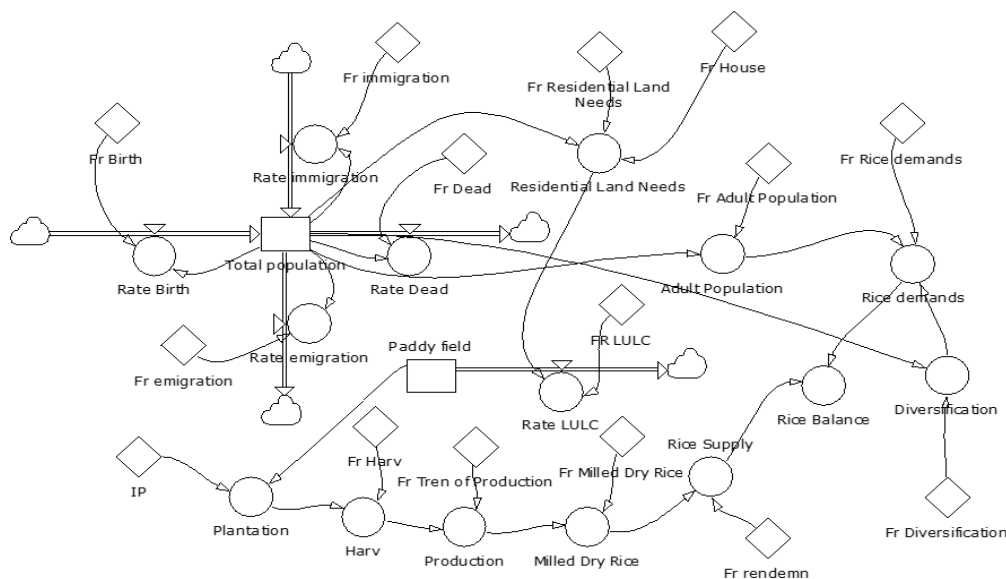 Fr House
Fr immigration
Fr Residential Land
Needs
Fr Birth
Fr Rice demands
Rate immigration
Fr Dead
Residential Land Needs
Fr Adult Population
Total population
Rate Birth
Rate Dead
Adult Population
Rice demands
FR LULC
Paddy field
Rate emigration
Fr emigration
Diversification
Rice Balance
Rate LULC
Rice Supply
Fr Harv
Fr Tren of Production
Fr Milled Dry Rice
IP
Plantation
Fr Diversification
Harv
Production
Milled Dry Rice
Fr rendemn